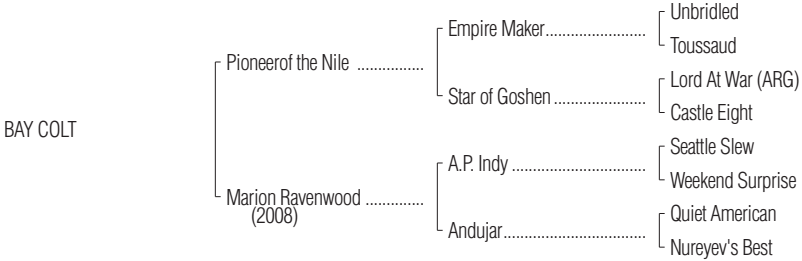 Unbridled
Empire Maker......................
Toussaud
Pioneerof the Nile ...............
Lord At War (ARG)
Star of Goshen .....................
Castle Eight
BAY COLT
Seattle Slew
A.P. Indy ..............................
Weekend Surprise
Marion Ravenwood .............
(2008)
Quiet American
Andujar................................
Nureyev's Best